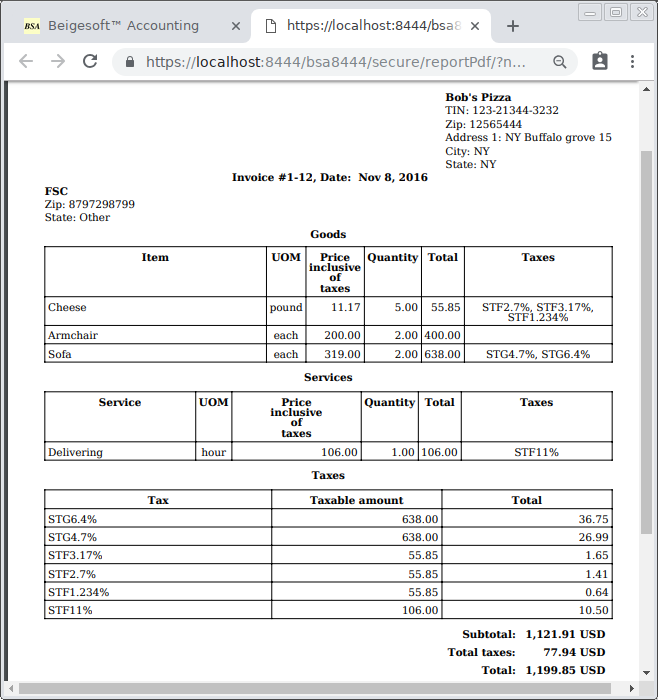 BSA Beigesoft™ Accounting
https://localhost:8444/bsa8
https://localhost:8444/bsa8444/secure/reportPdf/?n...
Bob's Pizza
TIN: 123-21344-3232
Zip: 12565444
Address 1: NY Buffalo grove 15
City: NY
State: NY
Invoice #1-12, Date: Nov 8, 2016
FSC
Zip: 8797298799
State: Other
Goods
Item UOM Price inclusive of taxes Quantity Total Taxes
Cheese pound 11.17 5.00 55.85 STF2.7%, STF3.17%, STF1.234%
Armchair each 200.00 2.00 400.00
Sofa each 319.00 2.00 638.00 STG4.7%, STG6.4%
Services
Service UOM Price inclusive of taxes Quantity Total Taxes
Delivering hour 106.00 1.00 106.00 STF11%
Taxes
Tax Taxable amount Total
STG6.4% 638.00 36.75
STG4.7% 638.00 26.99
STF3.17% 55.85 1.65
STF2.7% 55.85 1.41
STF1.234% 55.85 0.64
STF11% 106.00 10.50
Subtotal: 1,121.91 USD
Total taxes: 77.94 USD
Total: 1,199.85 USD